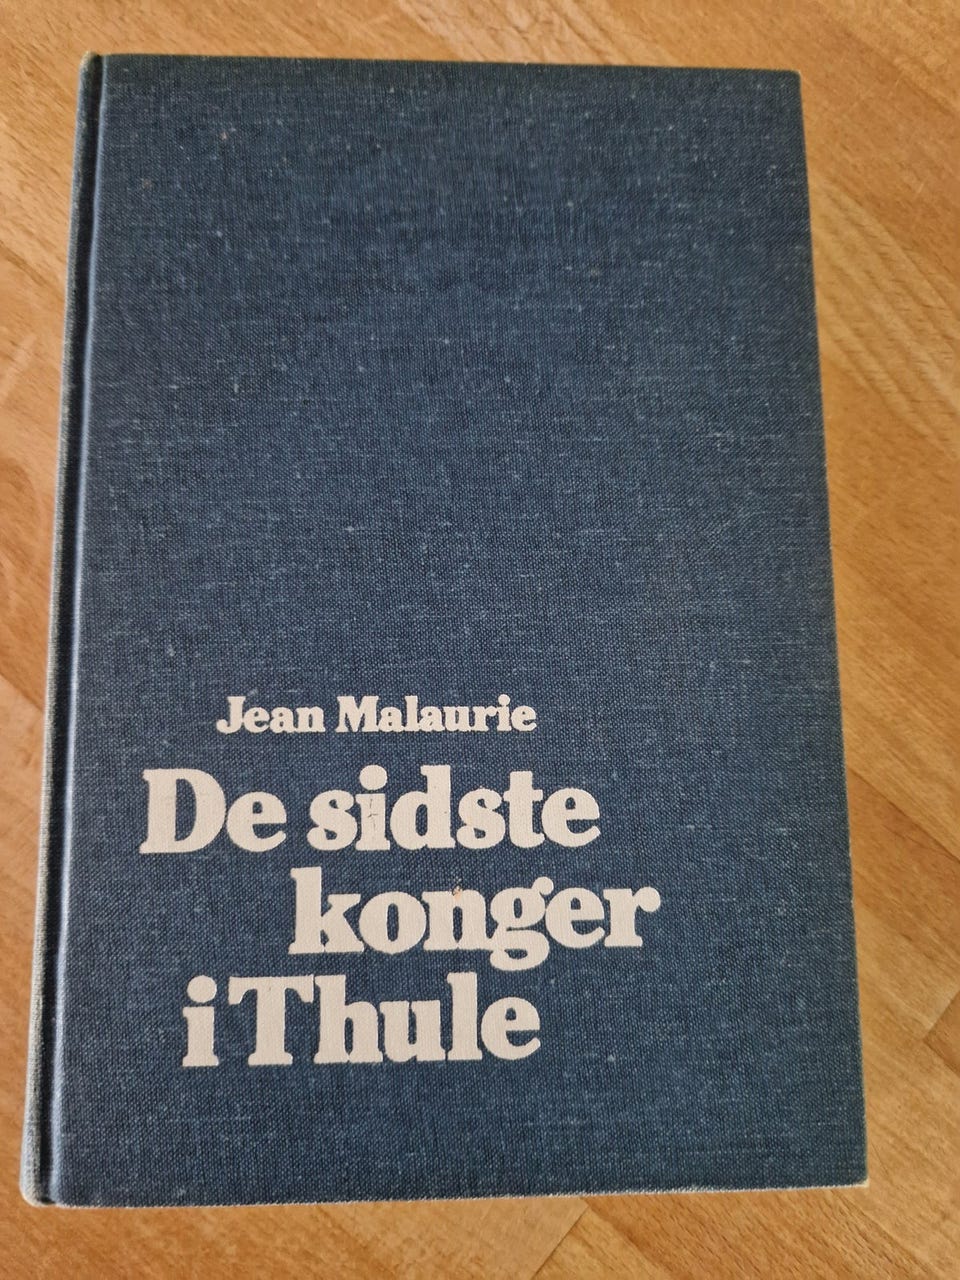 Jean Malaurie
De sidste
konger
i Thule